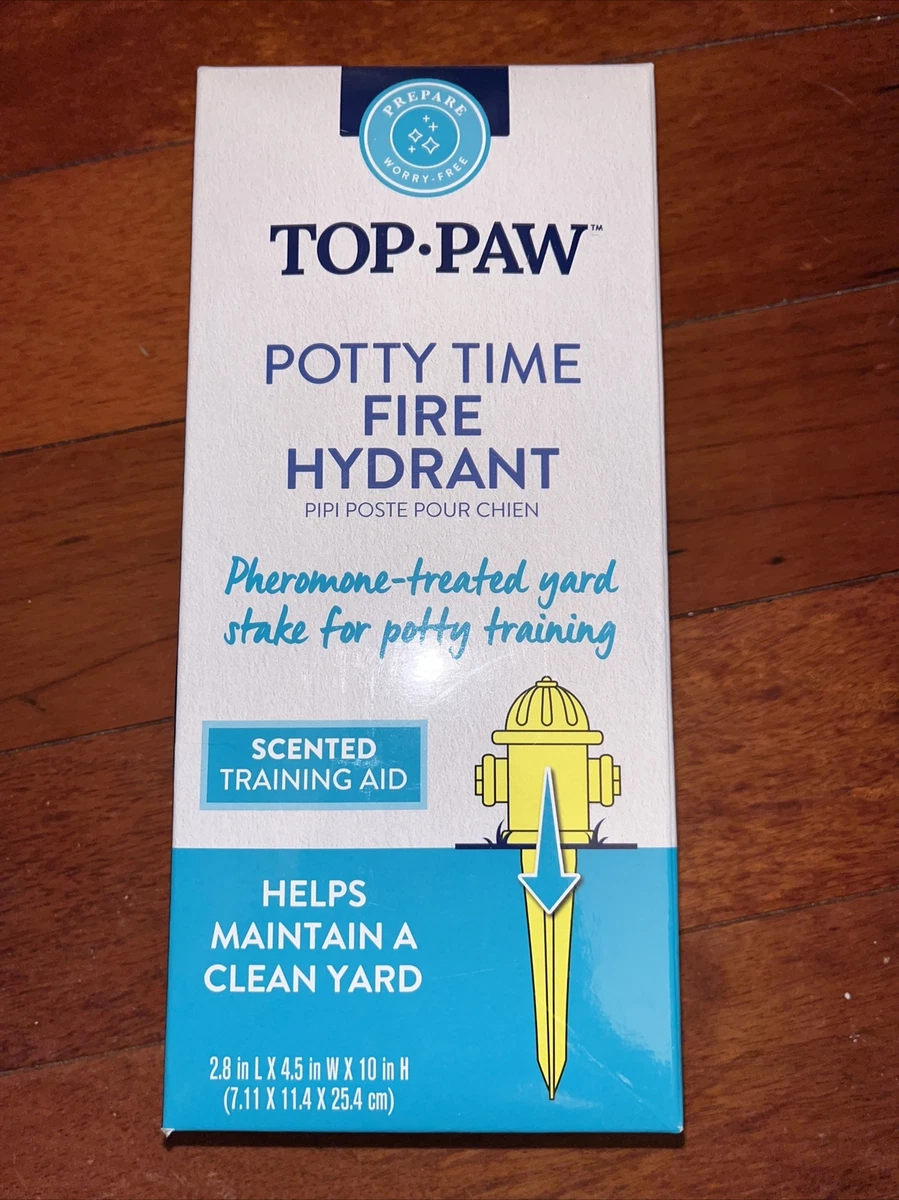 PREPARE
WORRY-FREE
TOP·PAW™
POTTY TIME
FIRE
HYDRANT
PIPI POSTE POUR CHIEN
Pheromone-treated yard
stake for potty training
SCENTED
TRAINING AID
HELPS
MAINTAIN A
CLEAN YARD
2.8 in L X 4.5 in W X 10 in H
(7.11 X 11.4 X 25.4 cm)